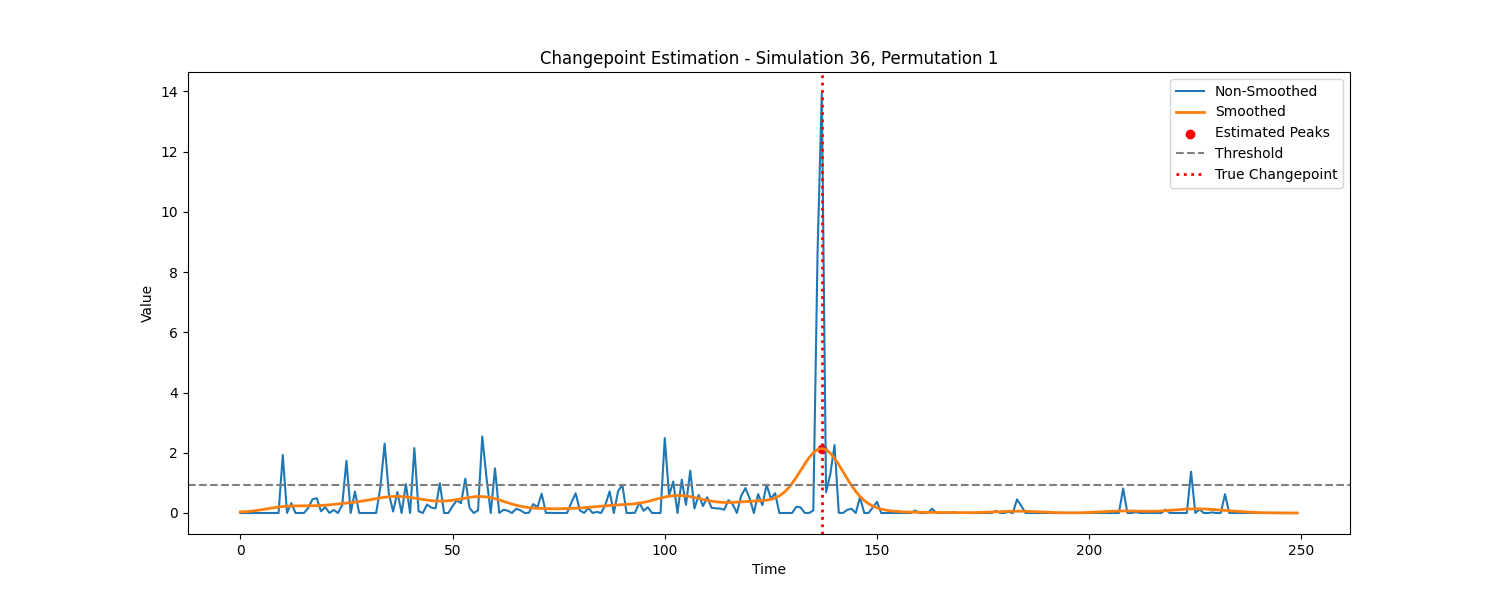 Changepoint Estimation - Simulation 36, Permutation 1
14
12
10
8
6
4
2
0
Value
Non-Smoothed
Smoothed
Estimated Peaks
Threshold
True Changepoint
0 50 100 150 200 250
Time